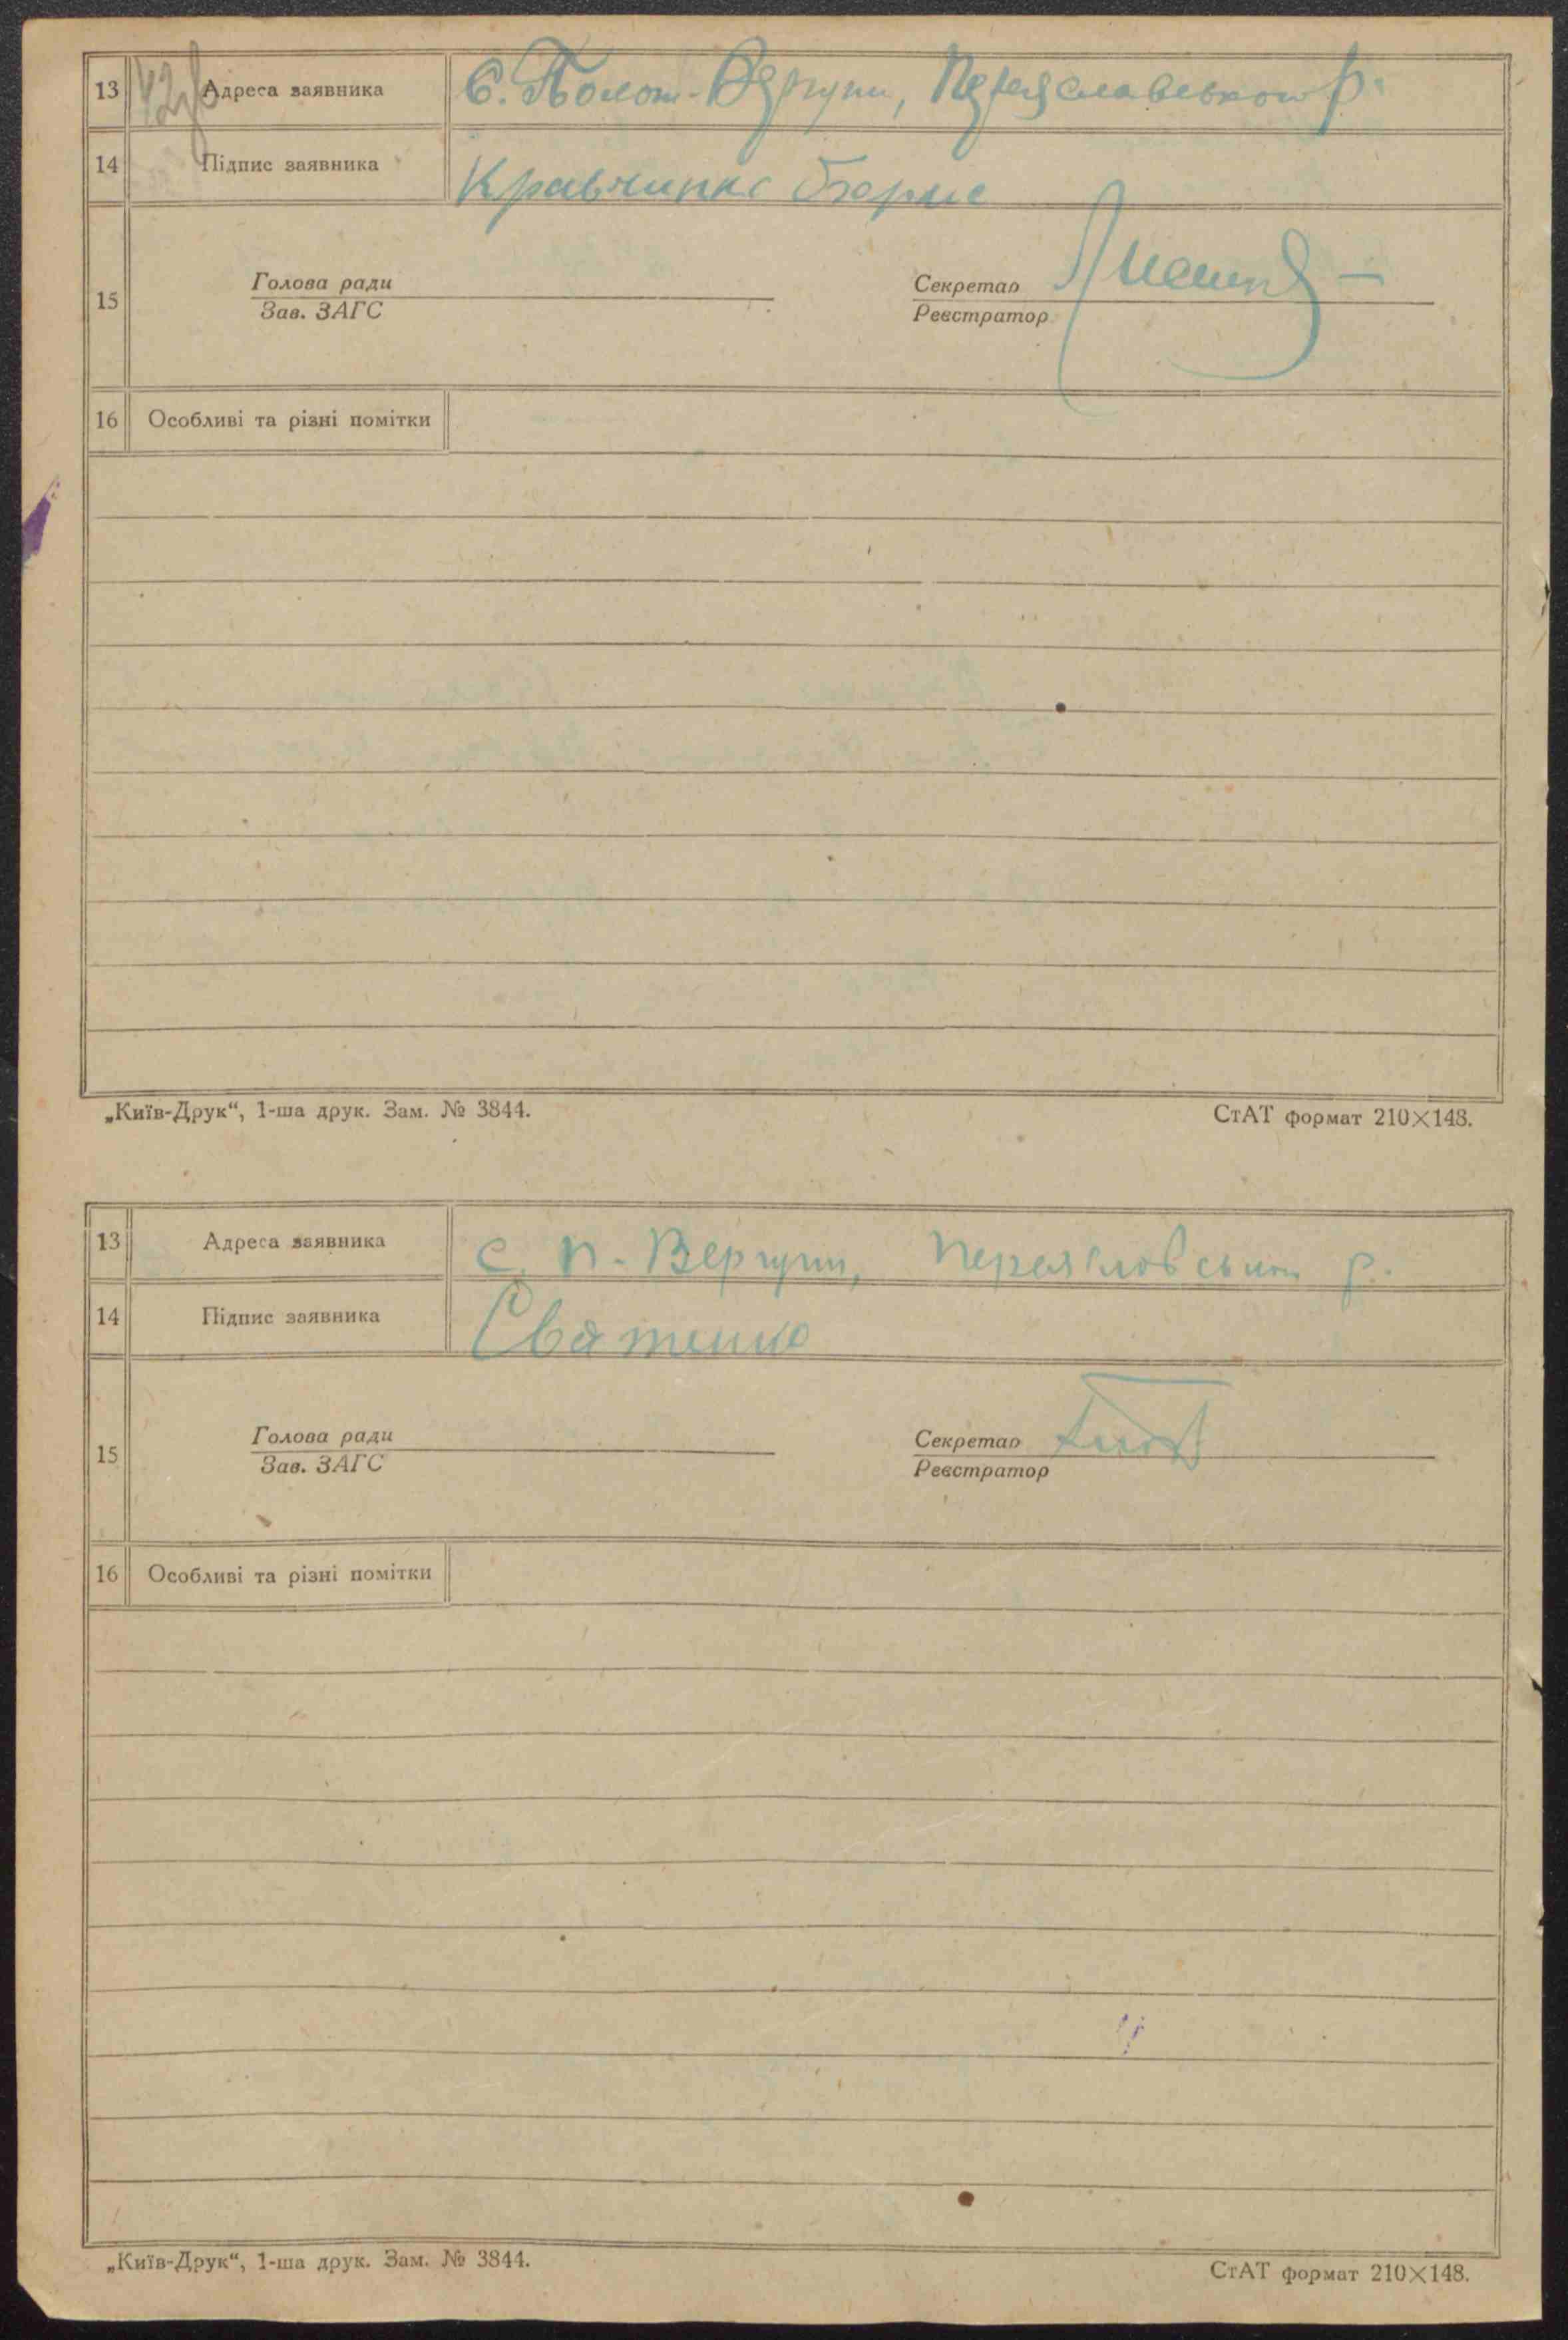 13 Адреса заявника С. Полог-Вергуни, Переяславського р.
14 Підпис заявника Кравченко Борис
Голова ради Секретар
15
Зав. ЗАГС Реєстратор
16 Особливі та різні помітки
„Київ-Друк“, 1-ша друк. Зам. № 3844. СтАТ формат 210×148.
13 Адреса заявника с. П.-Вергуни, Переяславського р.
14 Підпис заявника Святенко
Голова ради Секретар
15
Зав. ЗАГС Реєстратор
16 Особливі та різні помітки
„Київ-Друк“, 1-ша друк. Зам. № 3844. СтАТ формат 210×148.